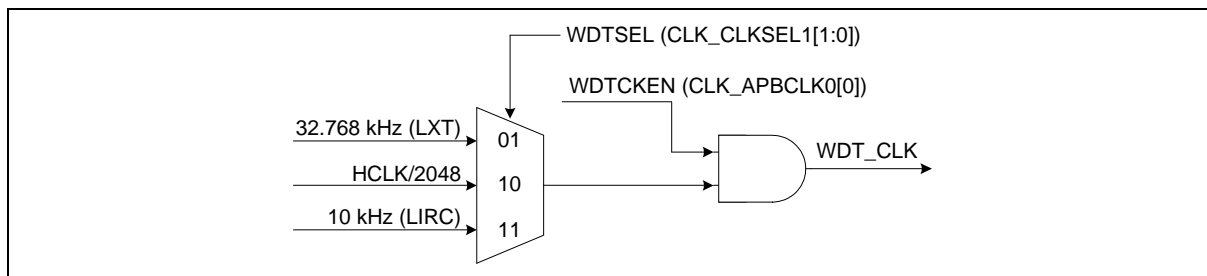 WDTSEL (CLK_CLKSEL1[1:0])
WDTCKEN (CLK_APBCLK0[0])
32.768 kHz (LXT)
01
WDT_CLK
HCLK/2048
10
10 kHz (LIRC)
11